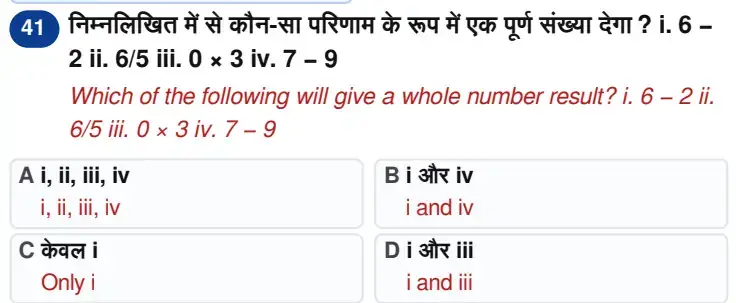 41 निम्नलिखित में से कौन-सा परिणाम के रूप में एक पूर्ण संख्या देगा ? i. 6 –
2 ii. 6/5 iii. 0 × 3 iv. 7 – 9
Which of the following will give a whole number result? i. 6 – 2 ii.
6/5 iii. 0 × 3 iv. 7 – 9
A i, ii, iii, iv
i, ii, iii, iv
B i और iv
i and iv
C केवल i
Only i
D i और iii
i and iii